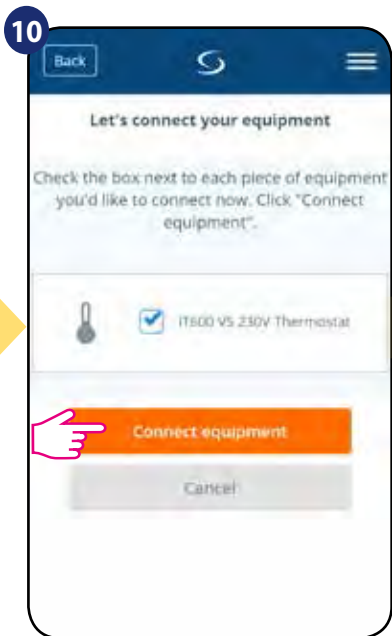 10
Back
Let's connect your equipment
Check the box next to each piece of equipment
you'd like to connect now. Click "Connect
equipment".
iT600 VS 230V Thermostat
Connect equipment
Cancel